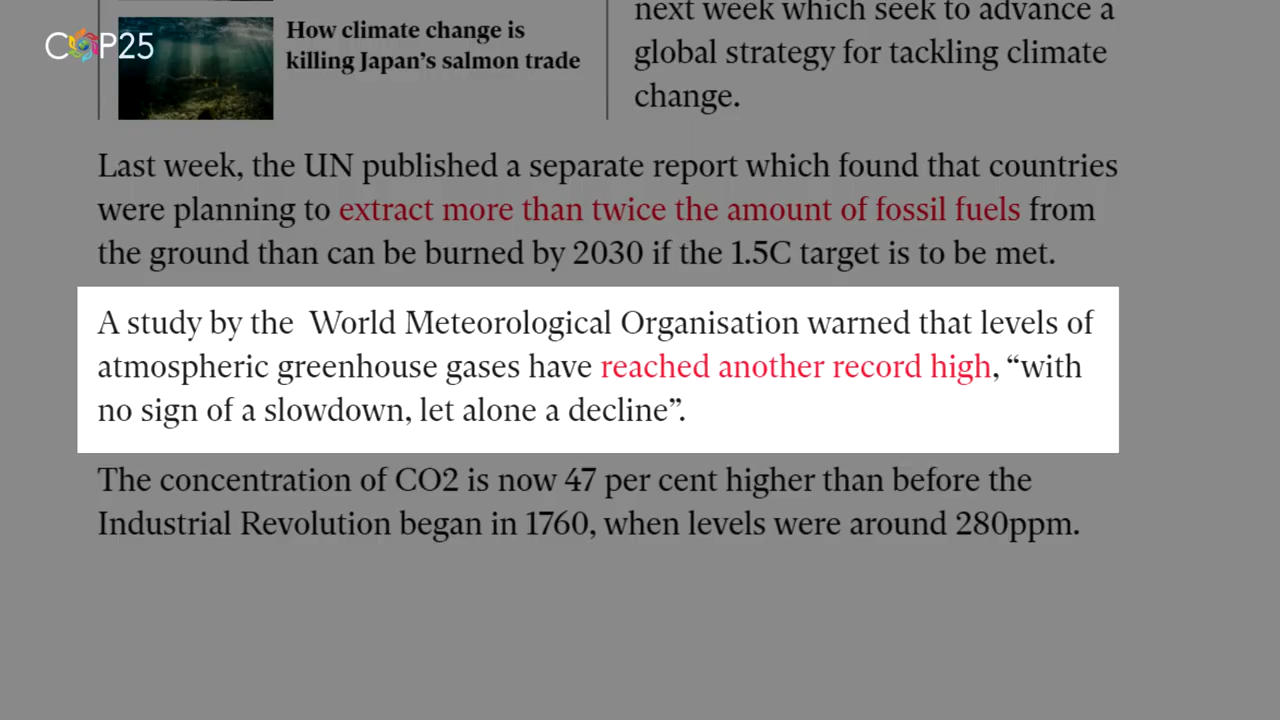 COP25
How climate change is
killing Japan’s salmon trade
next week which seek to advance a
global strategy for tackling climate
change.
Last week, the UN published a separate report which found that countries
were planning to extract more than twice the amount of fossil fuels from
the ground than can be burned by 2030 if the 1.5C target is to be met.
A study by the  World Meteorological Organisation warned that levels of
atmospheric greenhouse gases have reached another record high, “with
no sign of a slowdown, let alone a decline”.
The concentration of CO2 is now 47 per cent higher than before the
Industrial Revolution began in 1760, when levels were around 280ppm.